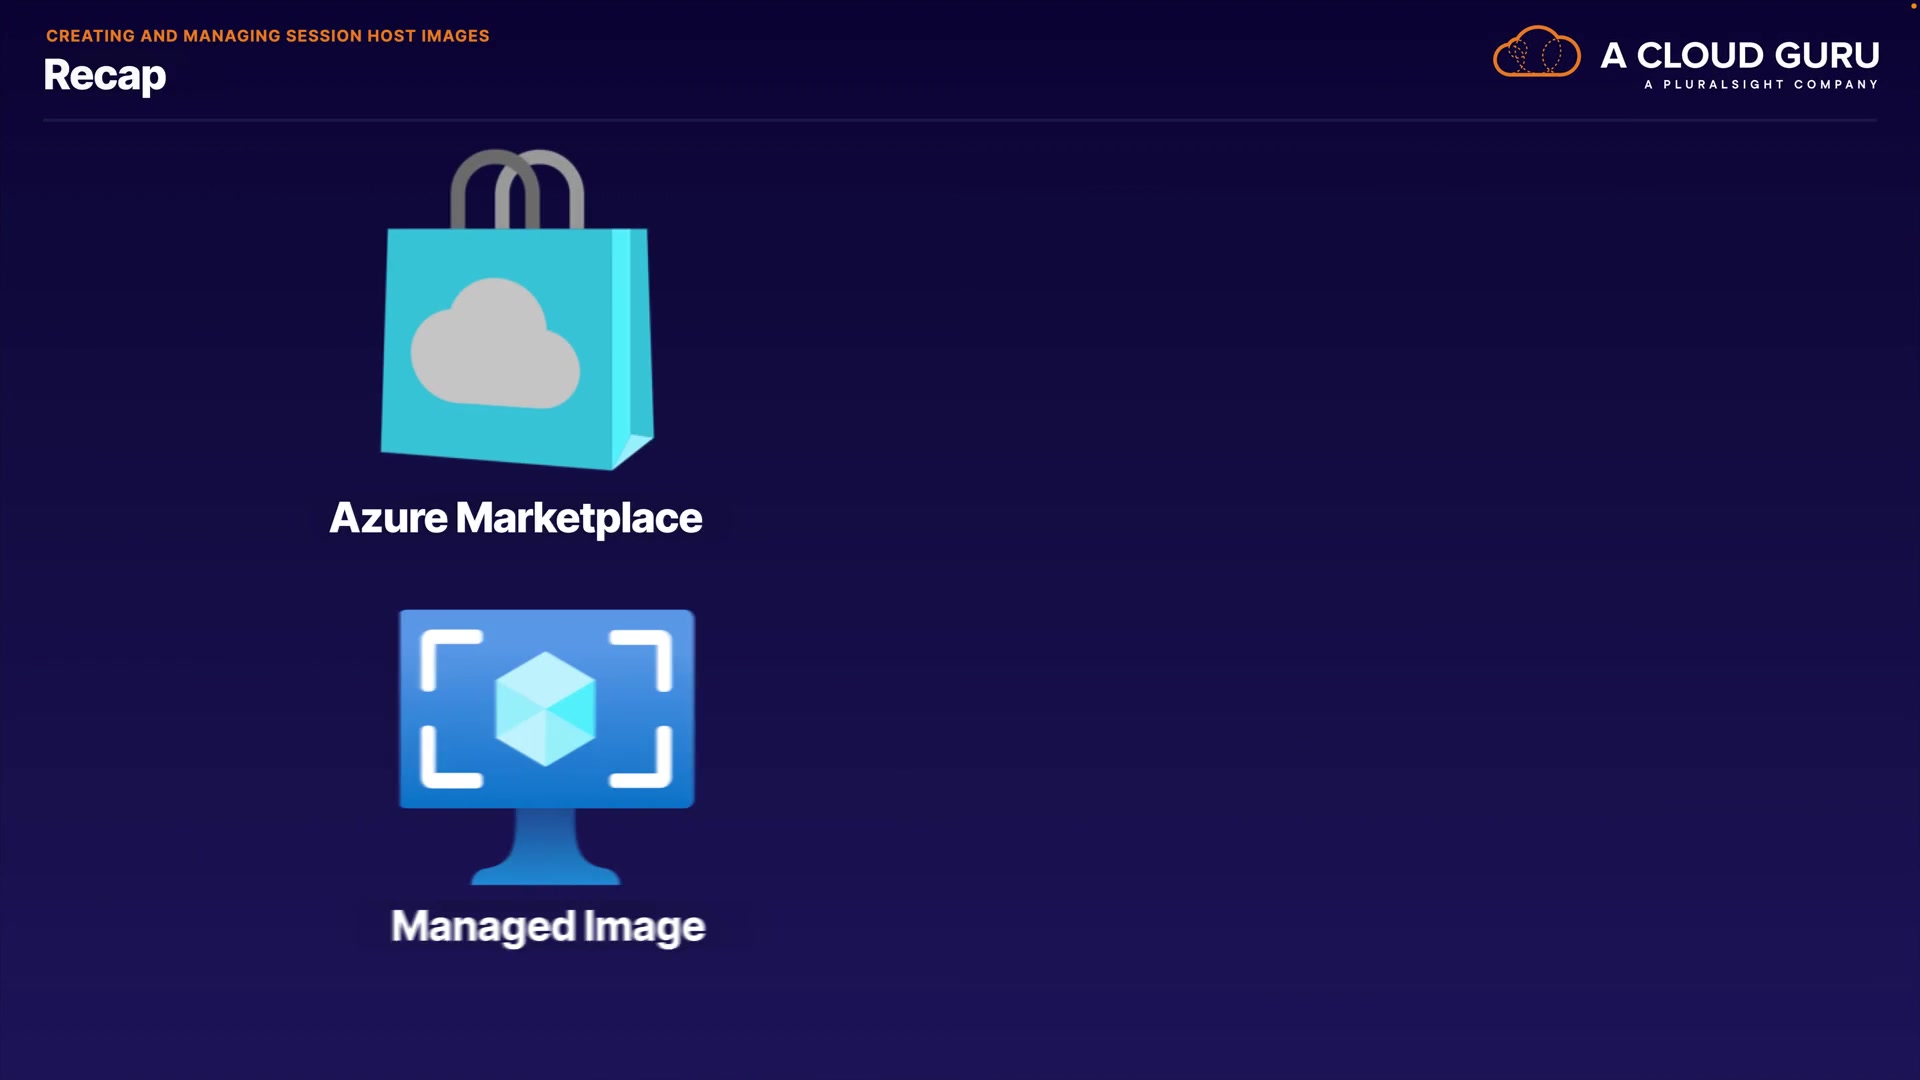 CREATING AND MANAGING SESSION HOST IMAGES
Recap
A CLOUD GURU
A PLURALSIGHT COMPANY
Azure Marketplace
Managed Image